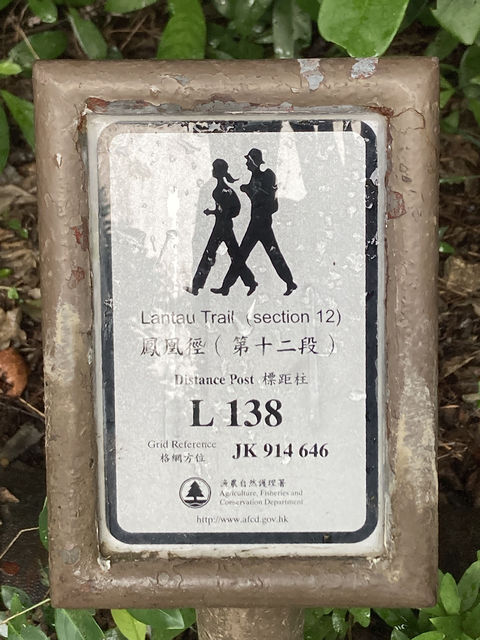 Lantau Trail (section 12)
鳳凰徑（第十二段）
Distance Post 標距柱
L 138
Grid Reference
格網方位
JK 914 646
漁農自然護理署
Agriculture, Fisheries and
Conservation Department
http://www.afcd.gov.hk